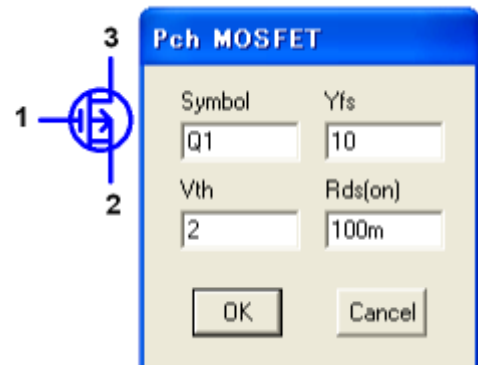 3
1
2
Pch MOSFET
Symbol Yfs
Q1 10
Vth Rds(on)
2 100m
OK Cancel